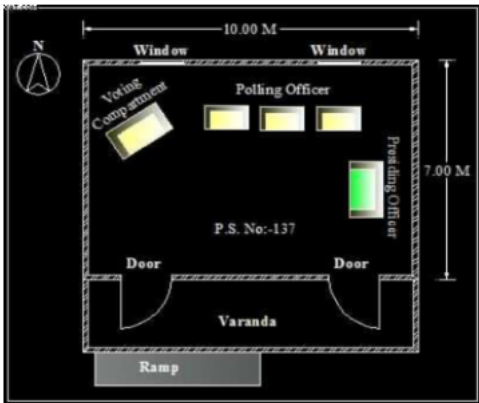 10.00 M
N
Window
Window
Voting
Compartment
Polling Officer
Presiding Officer
7.00 M
P.S. No:-137
Door
Door
Varanda
Ramp